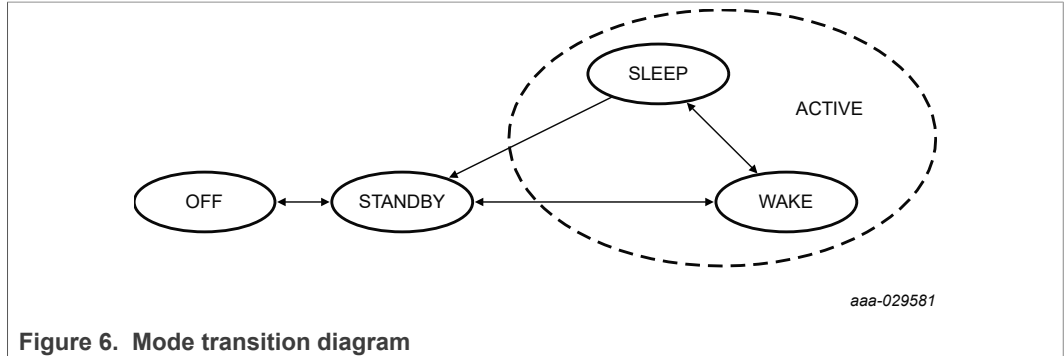 SLEEP
ACTIVE
OFF STANDBY WAKE
aaa-029581
Figure 6. Mode transition diagram